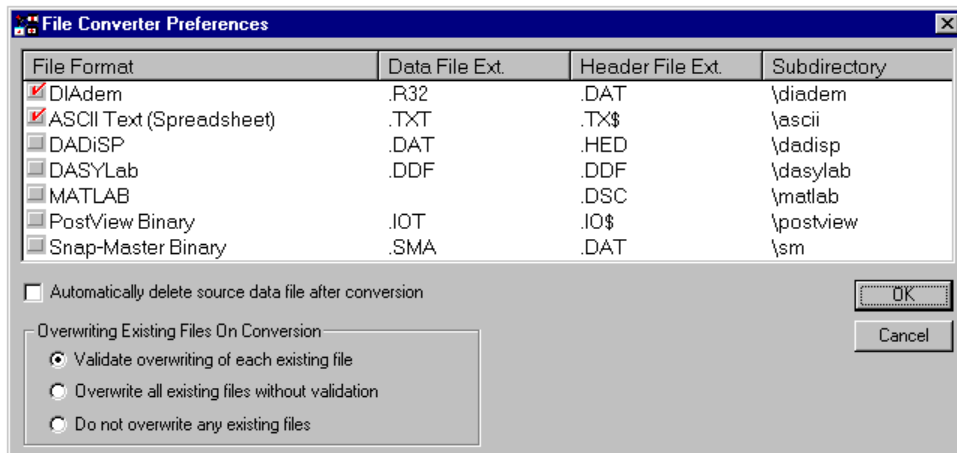 File Converter Preferences
File Format Data File Ext. Header File Ext. Subdirectory
DIAdem .R32 .DAT \diadem
ASCII Text (Spreadsheet) .TXT .TX$ \ascii
DADiSP .DAT .HED \dadisp
DASYLab .DDF .DDF \dasylab
MATLAB .DSC \matlab
PostView Binary .IOT .IO$ \postview
Snap-Master Binary .SMA .DAT \sm
Automatically delete source data file after conversion
OK
Overwriting Existing Files On Conversion
Cancel
Validate overwriting of each existing file
Overwrite all existing files without validation
Do not overwrite any existing files